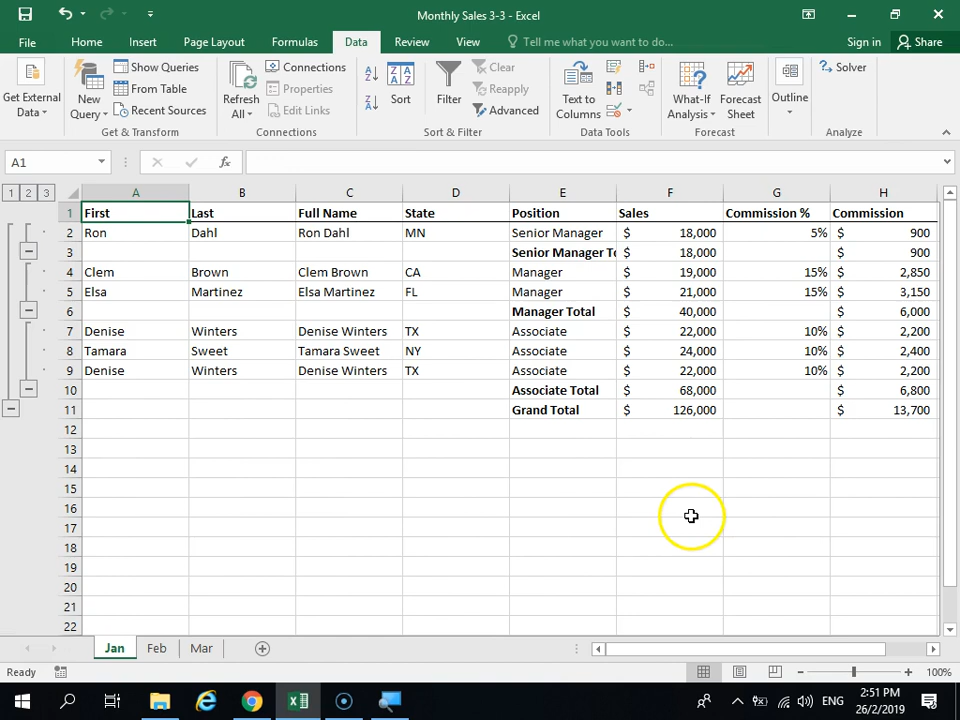 Monthly Sales 3-3 - Excel
File Home Insert Page Layout Formulas Data Review View Tell me what you want to do... Sign in Share
Get External Data
New Query
Show Queries
From Table
Recent Sources
Get & Transform
Refresh All
Connections
Properties
Edit Links
Connections
Sort
Filter
Clear
Reapply
Advanced
Sort & Filter
Text to Columns
Data Tools
What-If Analysis
Forecast Sheet
Forecast
Outline
Solver
Analyze
A1 fx
1 2 3 A B C D E F G H
1 First Last Full Name State Position Sales Commission % Commission
2 Ron Dahl Ron Dahl MN Senior Manager $ 18,000 5% $ 900
3 Senior Manager To $ 18,000 $ 900
4 Clem Brown Clem Brown CA Manager $ 19,000 15% $ 2,850
5 Elsa Martinez Elsa Martinez FL Manager $ 21,000 15% $ 3,150
6 Manager Total $ 40,000 $ 6,000
7 Denise Winters Denise Winters TX Associate $ 22,000 10% $ 2,200
8 Tamara Sweet Tamara Sweet NY Associate $ 24,000 10% $ 2,400
9 Denise Winters Denise Winters TX Associate $ 22,000 10% $ 2,200
10 Associate Total $ 68,000 $ 6,800
11 Grand Total $ 126,000 $ 13,700
12
13
14
15
16
17
18
19
20
21
22
Jan Feb Mar
Ready 100%
ENG 2:51 PM
26/2/2019